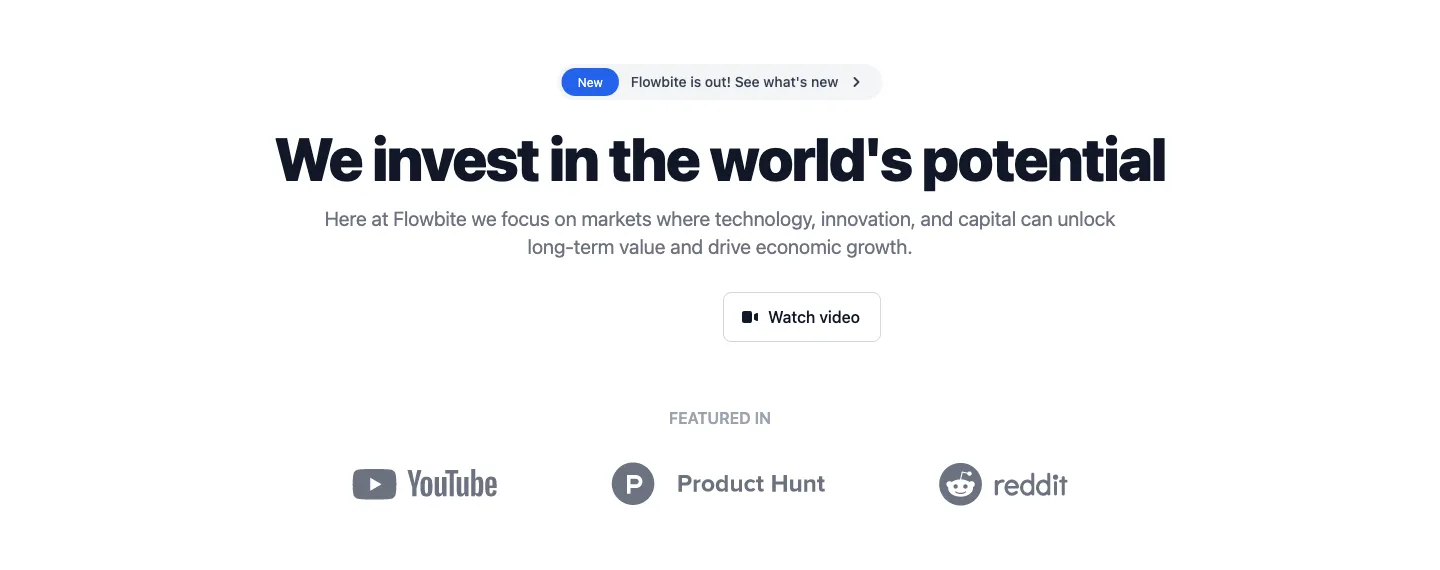 New Flowbite is out! See what's new
We invest in the world's potential
Here at Flowbite we focus on markets where technology, innovation, and capital can unlock
long-term value and drive economic growth.
Watch video
FEATURED IN
YouTube Product Hunt reddit